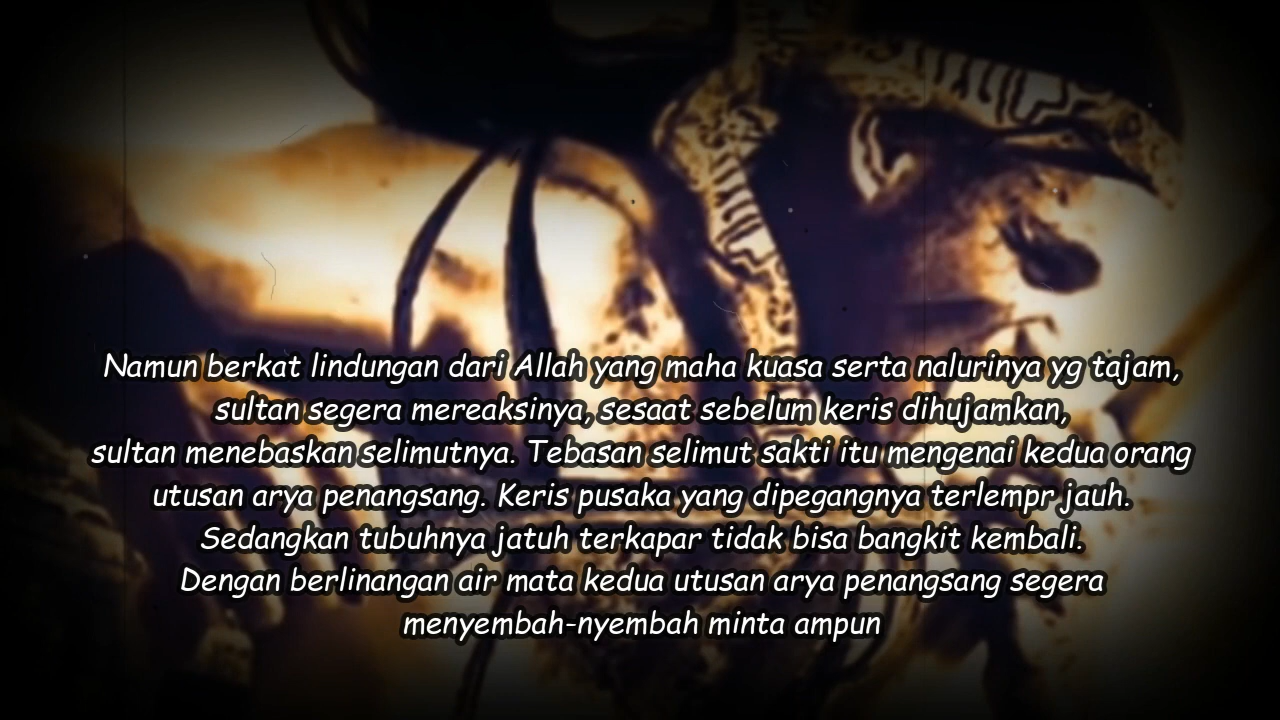 Namun berkat lindungan dari Allah yang maha kuasa serta nalurinya yg tajam,
sultan segera mereaksinya, sesaat sebelum keris dihujamkan,
sultan menebaskan selimutnya. Tebasan selimut sakti itu mengenai kedua orang
utusan arya penangsang. Keris pusaka yang dipegangnya terlempr jauh.
Sedangkan tubuhnya jatuh terkapar tidak bisa bangkit kembali.
Dengan berlinangan air mata kedua utusan arya penangsang segera
menyembah-nyembah minta ampun